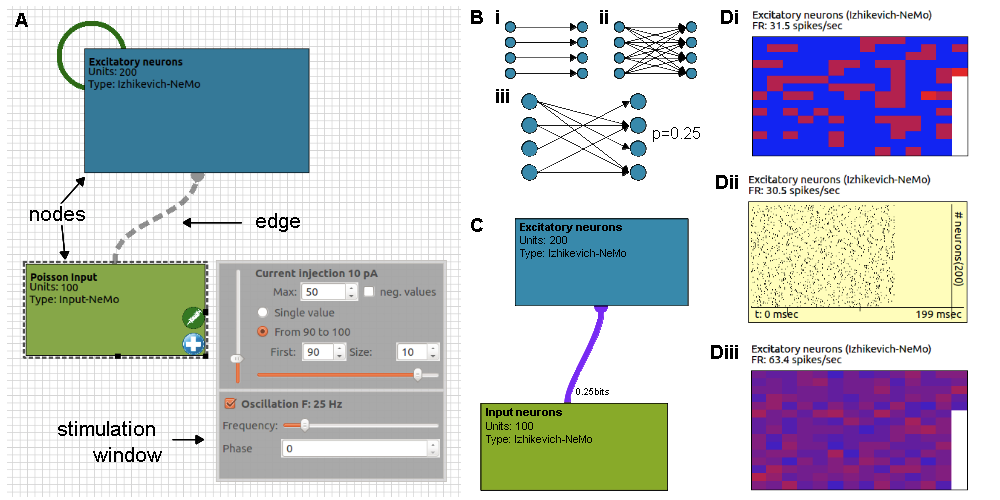 A
Excitatory neurons
Units: 200
Type: Izhikevich-NeMo
nodes
edge
Poisson Input
Units: 100
Type: Input-NeMo
Current injection 10 pA
Max: 50 neg. values
Single value
From 90 to 100
First: 90 Size: 10
Oscillation F: 25 Hz
Frequency:
Phase 0
stimulation
window
B
i ii
iii
p=0.25
C
Excitatory neurons
Units: 200
Type: Izhikevich-NeMo
0.25bits
Input neurons
Units: 100
Type: Izhikevich-NeMo
Di
Excitatory neurons (Izhikevich-NeMo)
FR: 31.5 spikes/sec
Dii
Excitatory neurons (Izhikevich-NeMo)
FR: 30.5 spikes/sec
# neurons(200)
t: 0 msec 199 msec
Diii
Excitatory neurons (Izhikevich-NeMo)
FR: 63.4 spikes/sec